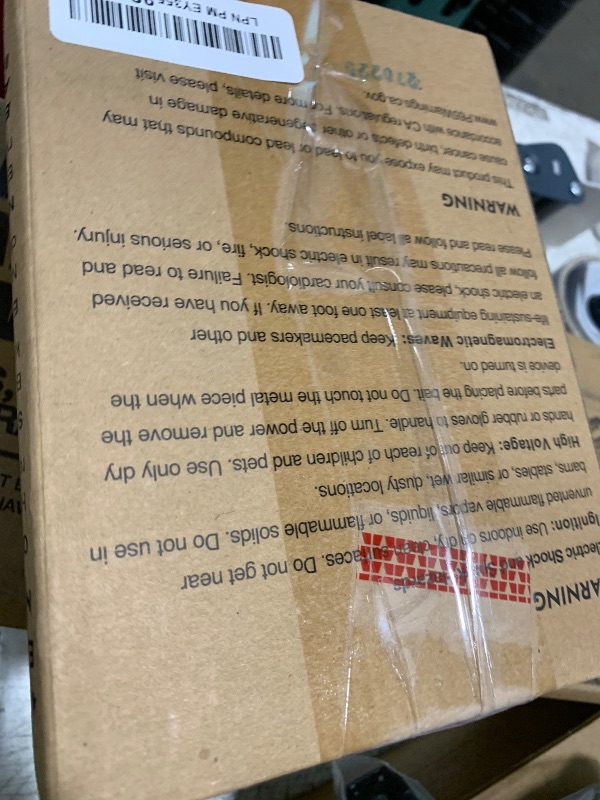 WARNING
Electric Shock and
Ignition: Use indoors on dry, clean surfaces. Do not get near
unvented flammable vapors, liquids, or flammable solids. Do not use in
barns, stables, or similar wet, dusty locations.
High Voltage: Keep out of reach of children and pets. Use only dry
hands or rubber gloves to handle. Turn off the power and remove the
parts before placing the bait. Do not touch the metal piece when the
device is turned on.
Electromagnetic Waves: Keep pacemakers and other
life-sustaining equipment at least one foot away. If you have received
an electric shock, please consult your cardiologist. Failure to read and
follow all precautions may result in electric shock, fire, or serious injury.
Please read and follow all label instructions.
WARNING
This product may expose you to lead or lead compounds that may
cause cancer, birth defects or other degenerative damage in
accordance with CA regulations. For more details, please visit
www.P65Warnings.ca.gov.
LPN PM EY356